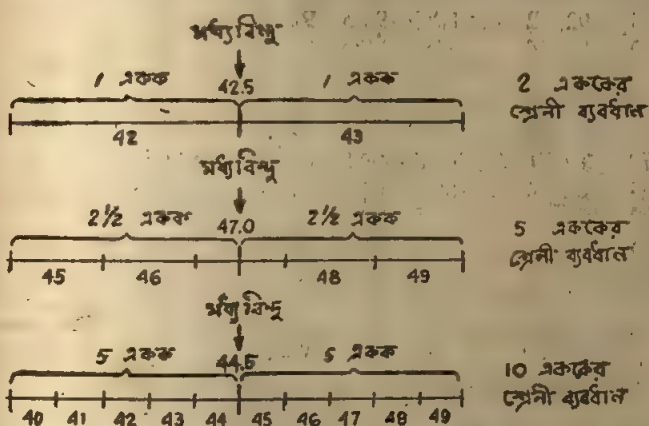 মধ্যবিন্দু
1 একক 42.5 1 একক
2 এককের
শ্রেনী ব্যবধান
42 43
মধ্যবিন্দু
2½ একক 47.0 2½ একক
5 এককের
শ্রেনী ব্যবধান
45 46 48 49
মধ্যবিন্দু
5 একক 44.5 5 একক
10 এককের
শ্রেনী ব্যবধান
40 41 42 43 44 45 46 47 48 49